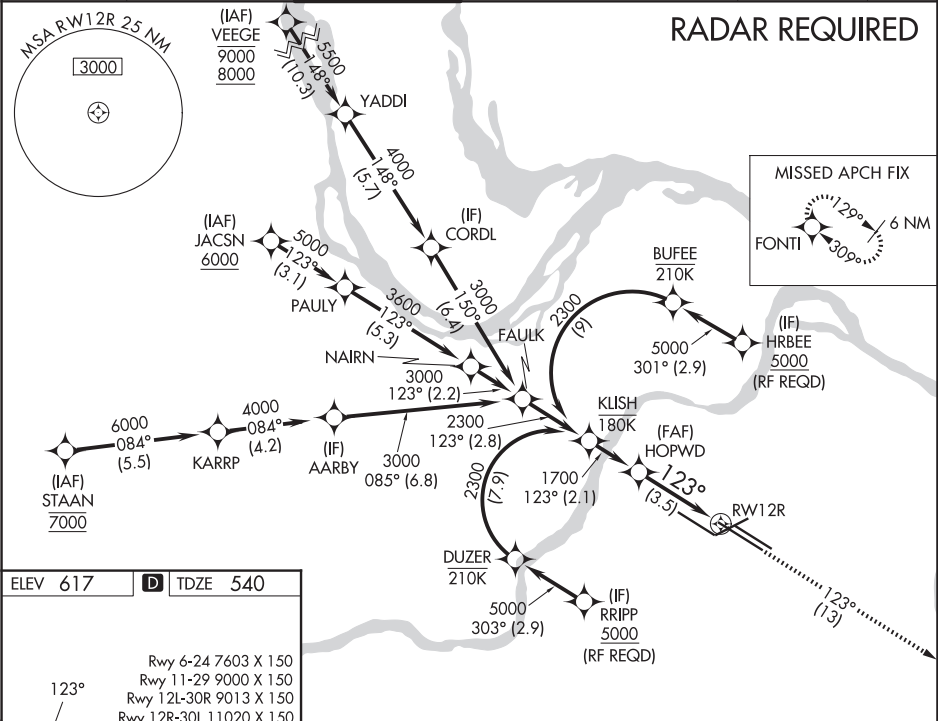 RADAR REQUIRED
MSA RW12R 25 NM
3000
(IAF)
VEEGE
9000
8000
5500
148°
(10.3)
YADDI
4000
148°
(5.7)
(IF)
CORDL
3000
150°
(6.4)
MISSED APCH FIX
129°
6 NM
FONTI
309°
(IAF)
JACSN
6000
5000
123°
(3.1)
PAULY
3600
123°
(5.3)
NAIRN
3000
123° (2.2)
FAULK
BUFEE
210K
2300
(9)
5000
301° (2.9)
(IF)
HRBEE
5000
(RF REQD)
KLISH
180K
2300
123° (2.8)
(FAF)
HOPWD
1700
123° (2.1)
123°
(3.5)
RW12R
6000
084°
(5.5)
(IAF)
STAAN
7000
KARRP
4000
084°
(4.2)
(IF)
AARBY
3000
085° (6.8)
2300
(7.9)
DUZER
210K
5000
303° (2.9)
(IF)
RRIPP
5000
(RF REQD)
123°
(13)
ELEV 617 D TDZE 540
Rwy 6-24 7603 X 150
Rwy 11-29 9000 X 150
Rwy 12L-30R 9013 X 150
Rwy 12R-30L 11020 X 150
123°